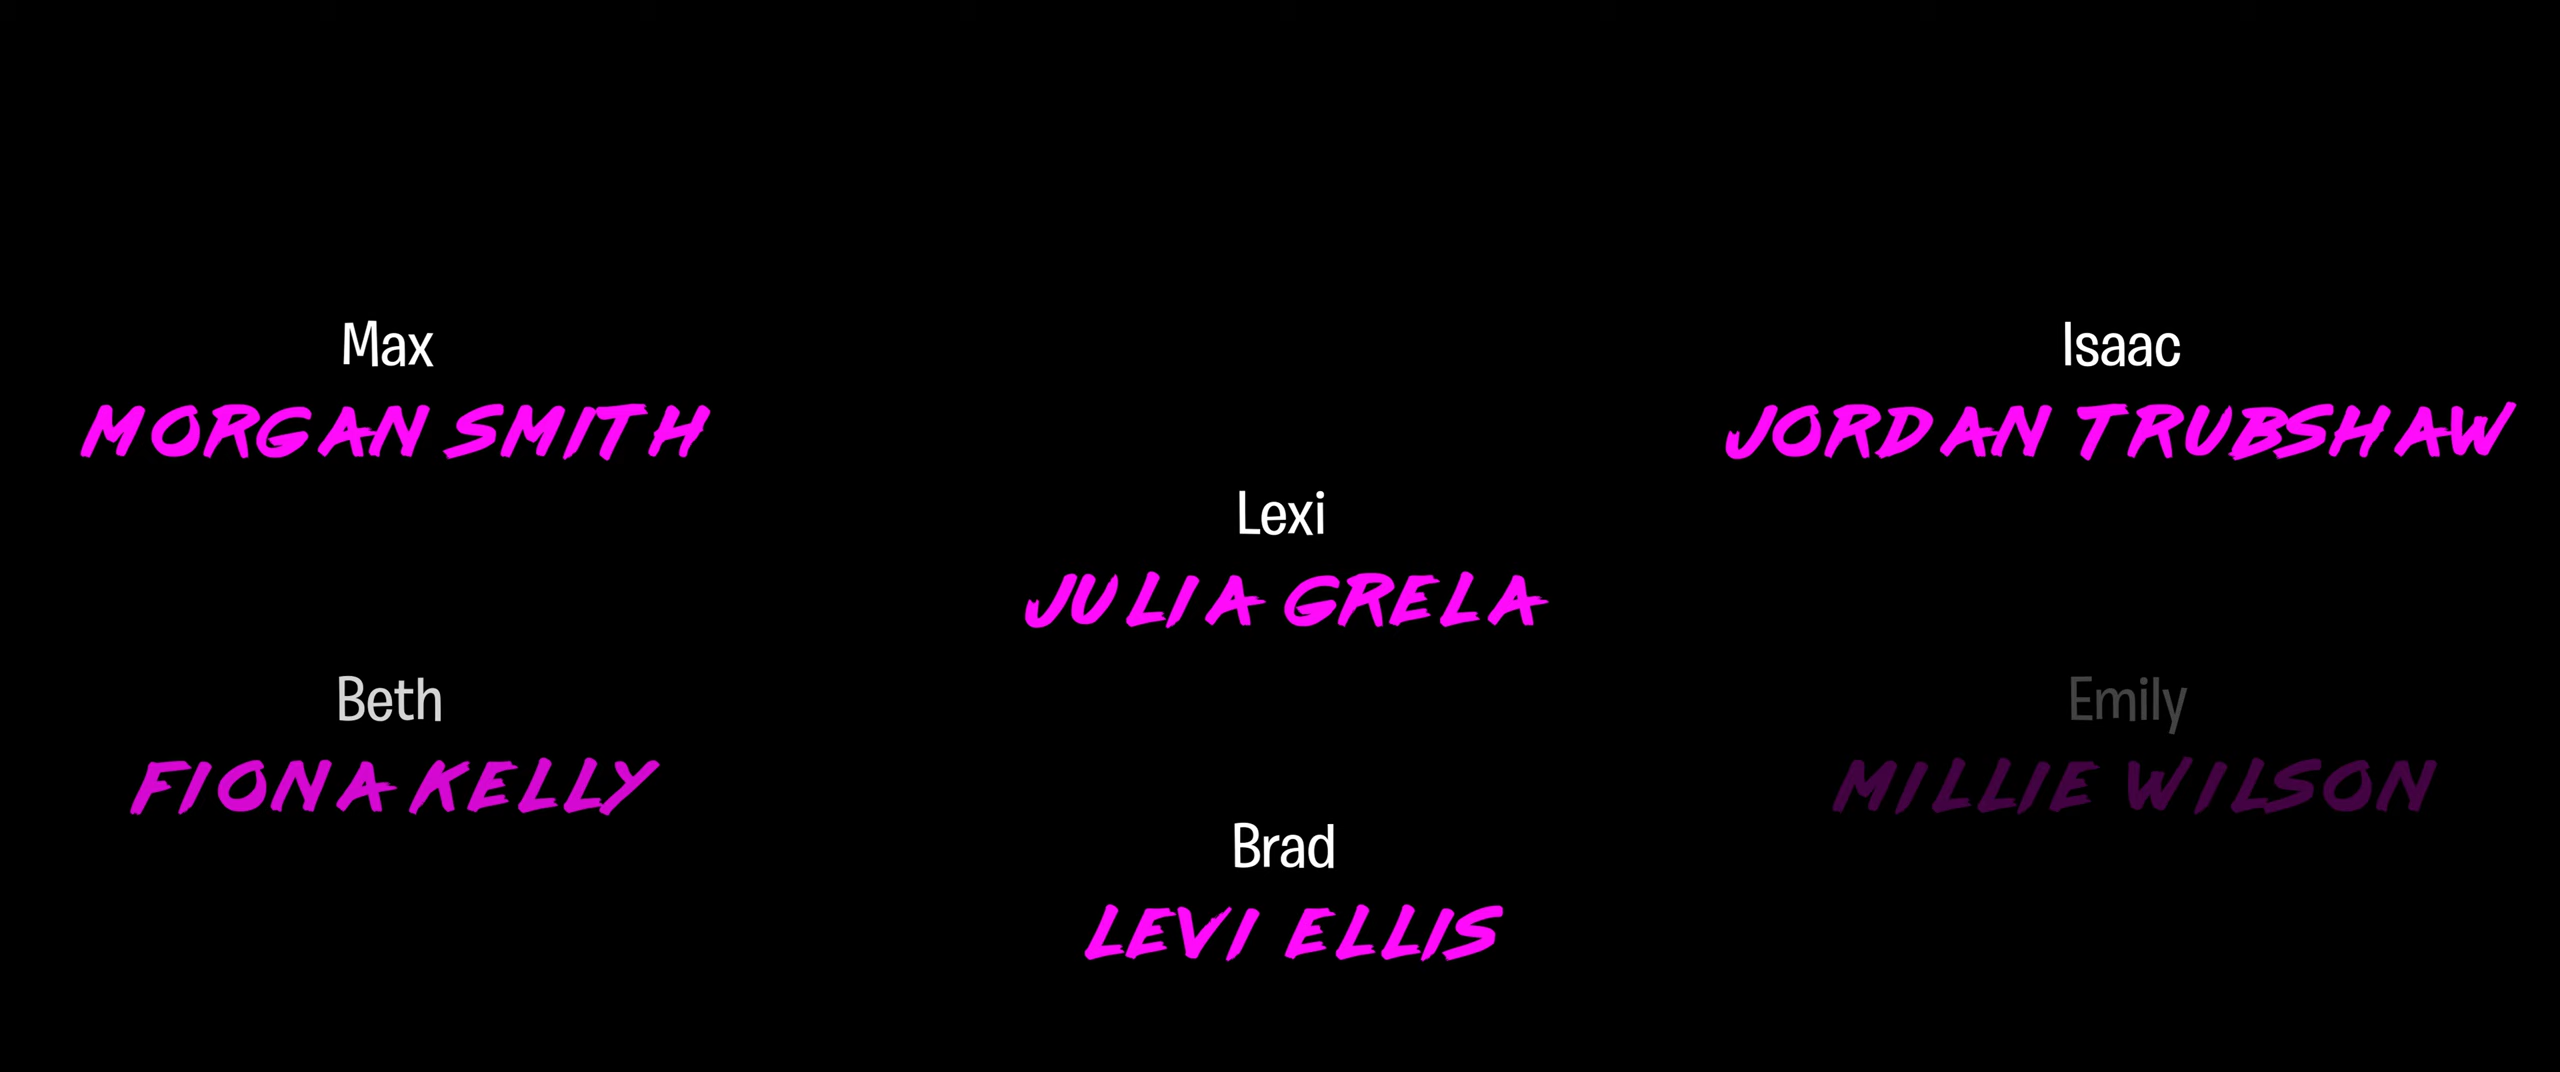 Max
MORGAN SMITH
Isaac
JORDAN TRUBSHAW
Lexi
JULIA GRELA
Beth
FIONA KELLY
Emily
MILLIE WILSON
Brad
LEVI ELLIS